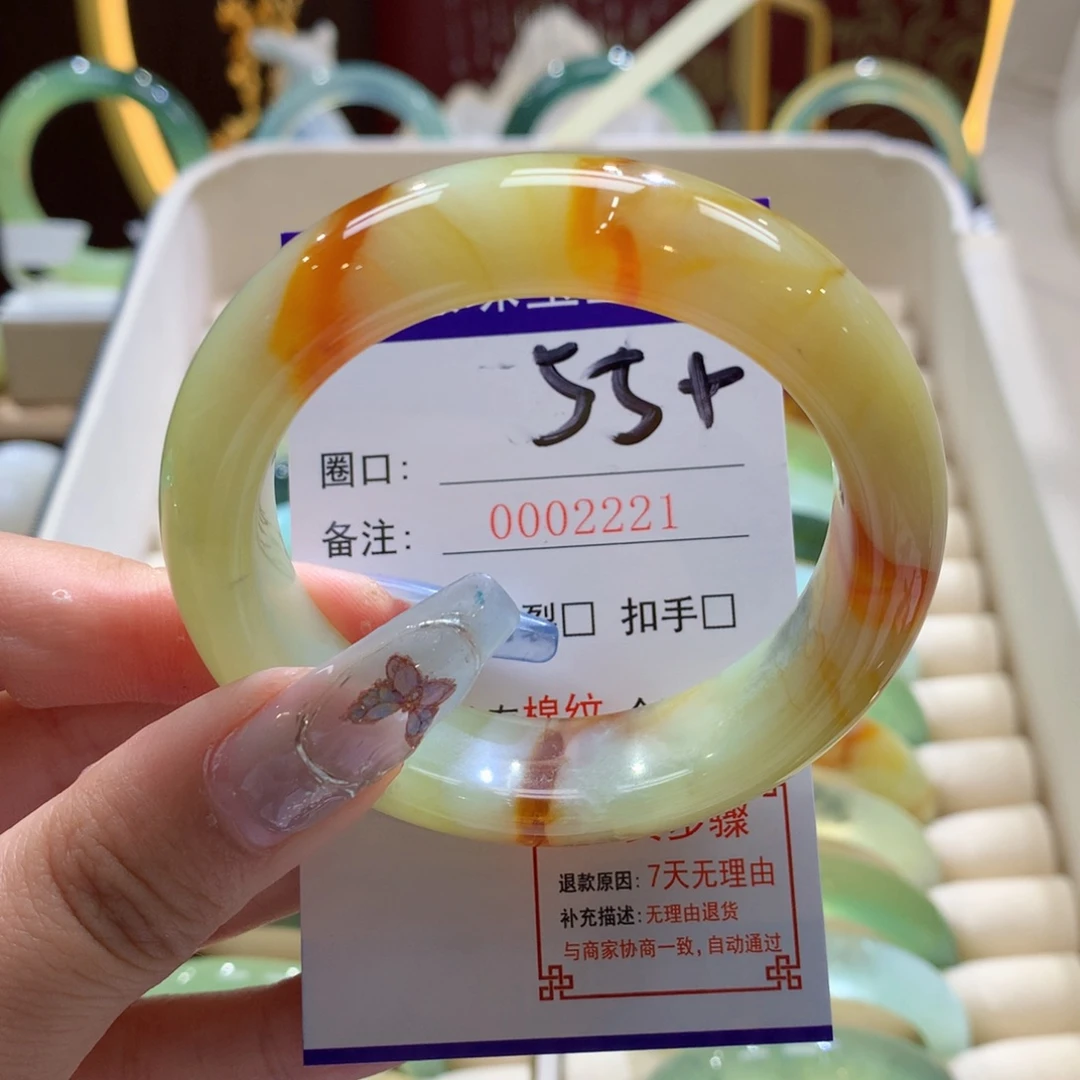 55+
圈口:
备注: 0002221
裂□ 扣手□
棉纹
步骤
退款原因: 7天无理由
补充描述: 无理由退货
与商家协商一致, 自动通过